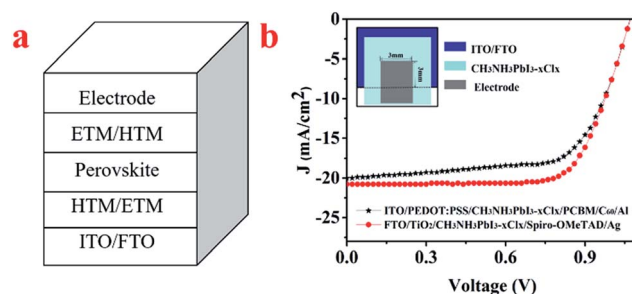 a
Electrode
ETM/HTM
Perovskite
HTM/ETM
ITO/FTO
b
J (mA/cm²)
0
-5
-10
-15
-20
-25
0.0 0.3 0.6 0.9
Voltage (V)
3mm
3mm
ITO/FTO
CH3NH3PbI3-xClx
Electrode
ITO/PEDOT:PSS/CH3NH3PbI3-xClx/PCBM/C60/Al
FTO/TiO2/CH3NH3PbI3-xClx/Spiro-OMeTAD/Ag